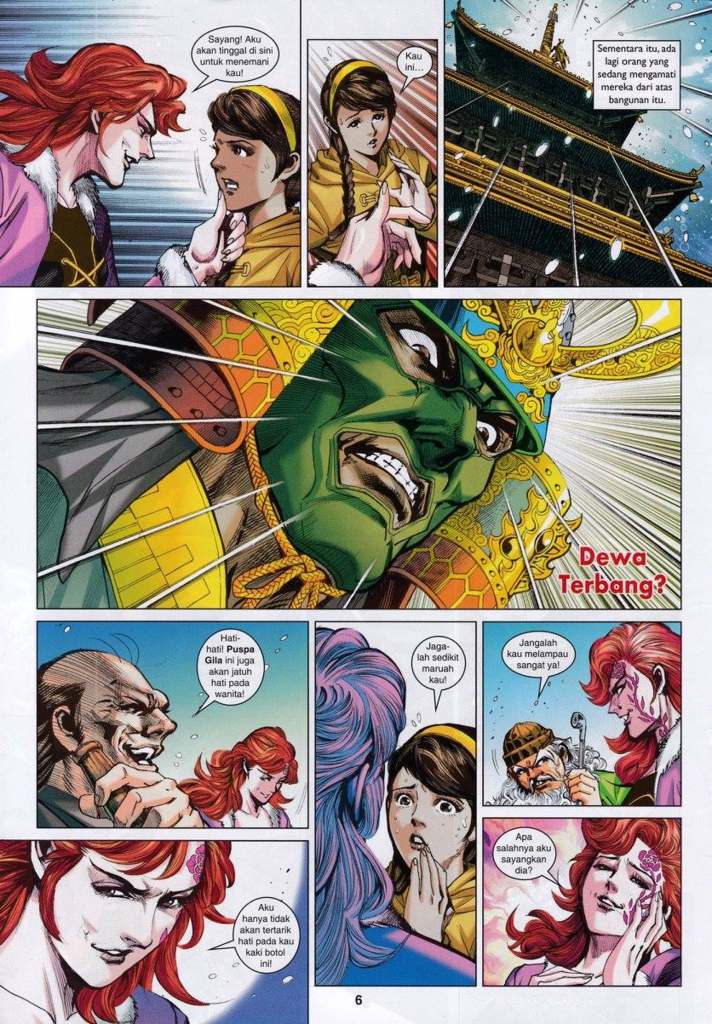 Sayang! Aku
akan tinggal di sini
untuk menemani
kau!
Kau
ini...
Sementara itu, ada
lagi orang yang
sedang mengamati
mereka dari atas
bangunan itu.
Dewa
Terbang?
Hati-
hati! Puspa
Gila ini juga
akan jatuh
hati pada
wanita!
Jaga-
lah sedikit
maruah
kau!
Jangalah
kau melampau
sangat ya!
Aku
hanya tidak
akan tertarik
hati pada kau
kaki botol
ini!
Apa
salahnya aku
sayangkan
dia?
6